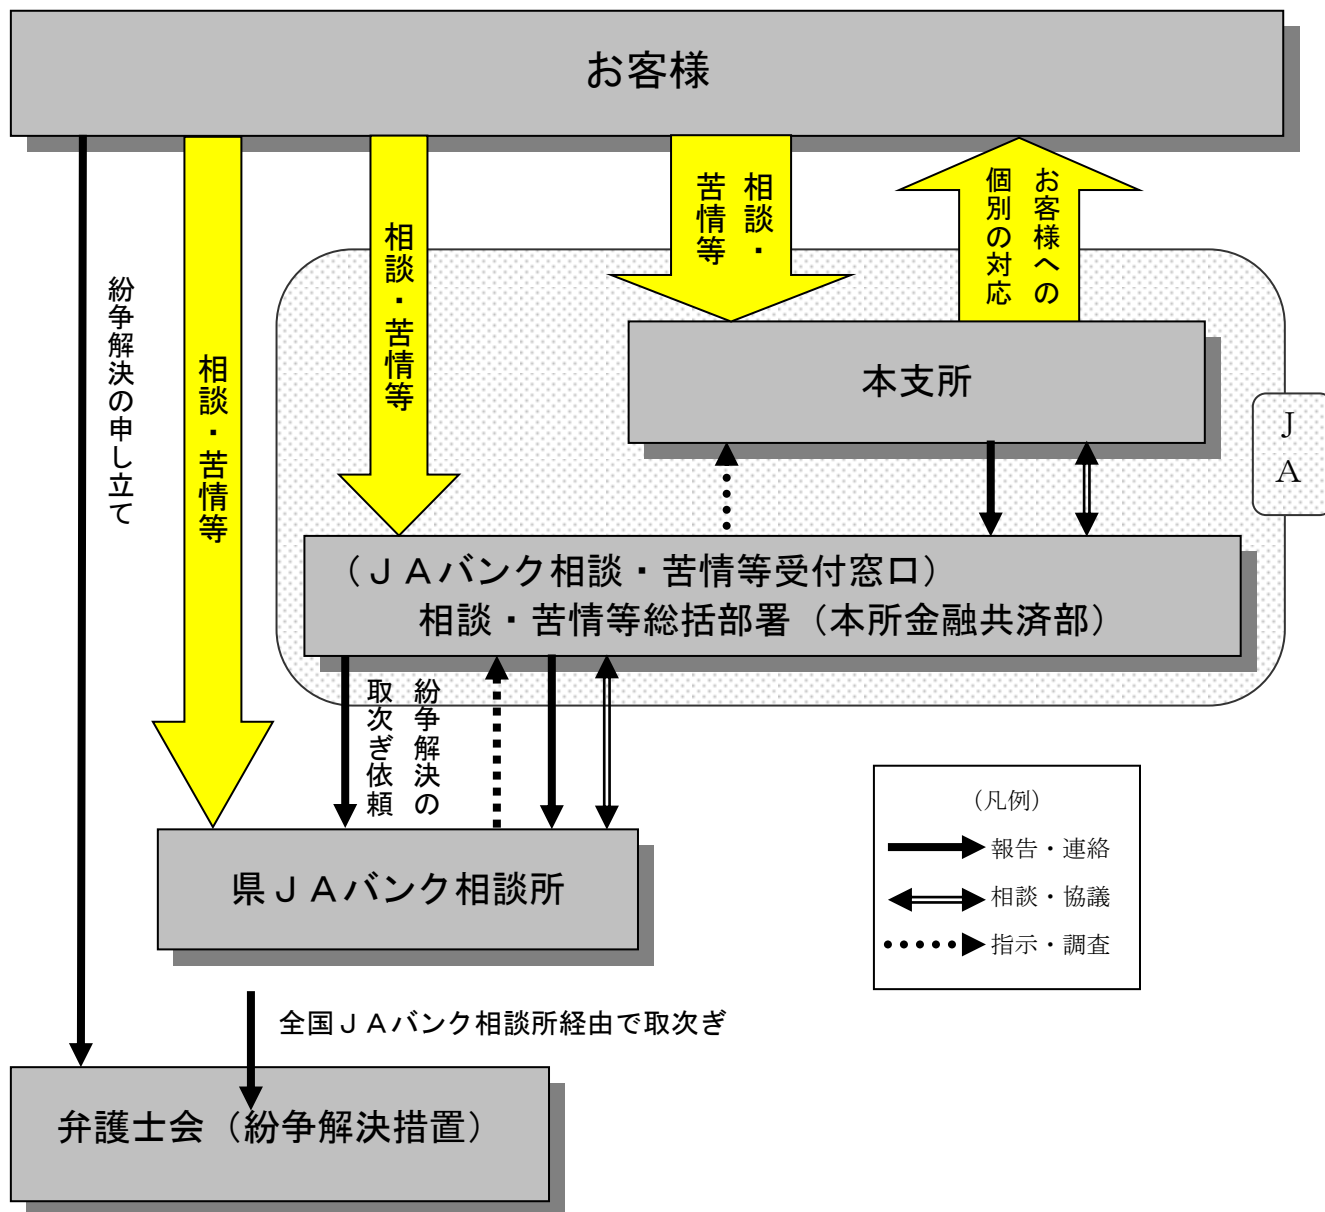 お客様
相談・
苦情等
お客様への
個別の対応
相談・苦情等
相談・苦情等
紛争解決の申し立て
本支所
J
A
(JAバンク相談・苦情等受付窓口)
相談・苦情等総括部署(本所金融共済部)
紛争解決の
取次ぎ依頼
県JAバンク相談所
(凡例)
報告・連絡
相談・協議
指示・調査
全国JAバンク相談所経由で取次ぎ
弁護士会(紛争解決措置)